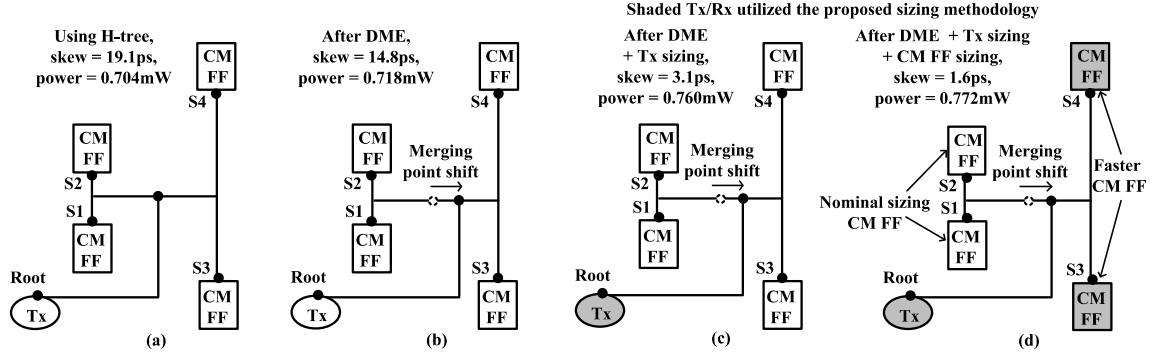 Shaded Tx/Rx utilized the proposed sizing methodology
Using H-tree,
skew = 19.1ps,
power = 0.704mW
CM
FF
S4
CM
FF
S2
S1
CM
FF
S3
CM
FF
Root
Tx
(a)
After DME,
skew = 14.8ps,
power = 0.718mW
CM
FF
S4
CM
FF
Merging
point shift
S2
S1
CM
FF
S3
CM
FF
Root
Tx
(b)
After DME
+ Tx sizing,
skew = 3.1ps,
power = 0.760mW
CM
FF
S4
CM
FF
Merging
point shift
S2
S1
CM
FF
S3
CM
FF
Root
Tx
(c)
After DME + Tx sizing
+ CM FF sizing,
skew = 1.6ps,
power = 0.772mW
CM
FF
S4
CM
FF
Merging
point shift
Faster
CM FF
S2
S1
Nominal sizing
CM FF
CM
FF
S3
CM
FF
Root
Tx
(d)